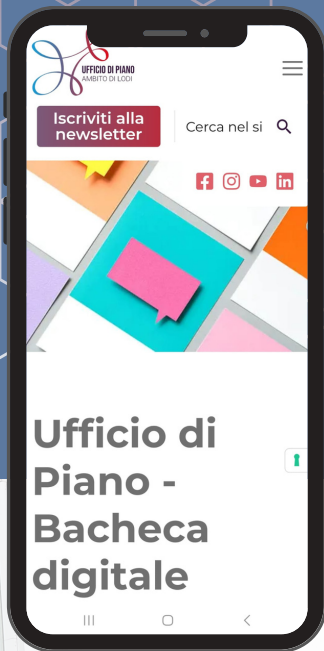 UFFICIO DI PIANO
AMBITO DI LODI
Iscriviti alla
newsletter
Cerca nel si
Ufficio di
Piano -
Bacheca
digitale